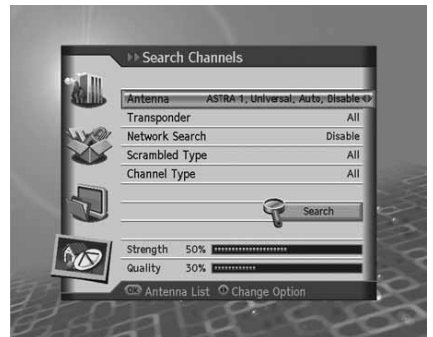 Search Channels
Antenna ASTRA 1, Universal, Auto, Disable
Transponder All
Network Search Disable
Scrambled Type All
Channel Type All
Search
Strength 50%
Quality 30%
OK Antenna List Change Option